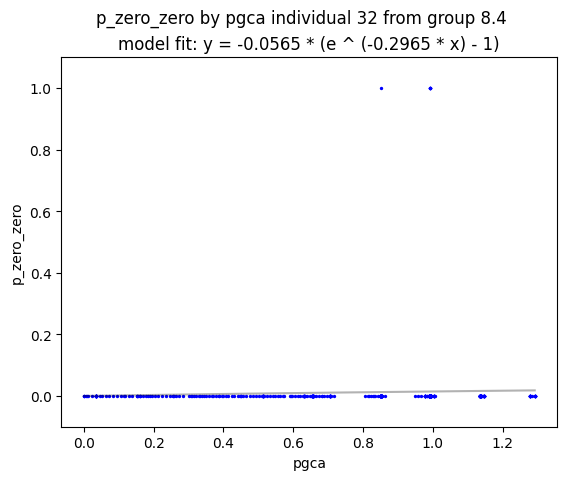 p_zero_zero by pgca individual 32 from group 8.4
model fit: y = -0.0565 * (e ^ (-0.2965 * x) - 1)
1.0
0.8
0.6
0.4
0.2
0.0
p_zero_zero
0.0 0.2 0.4 0.6 0.8 1.0 1.2
pgca